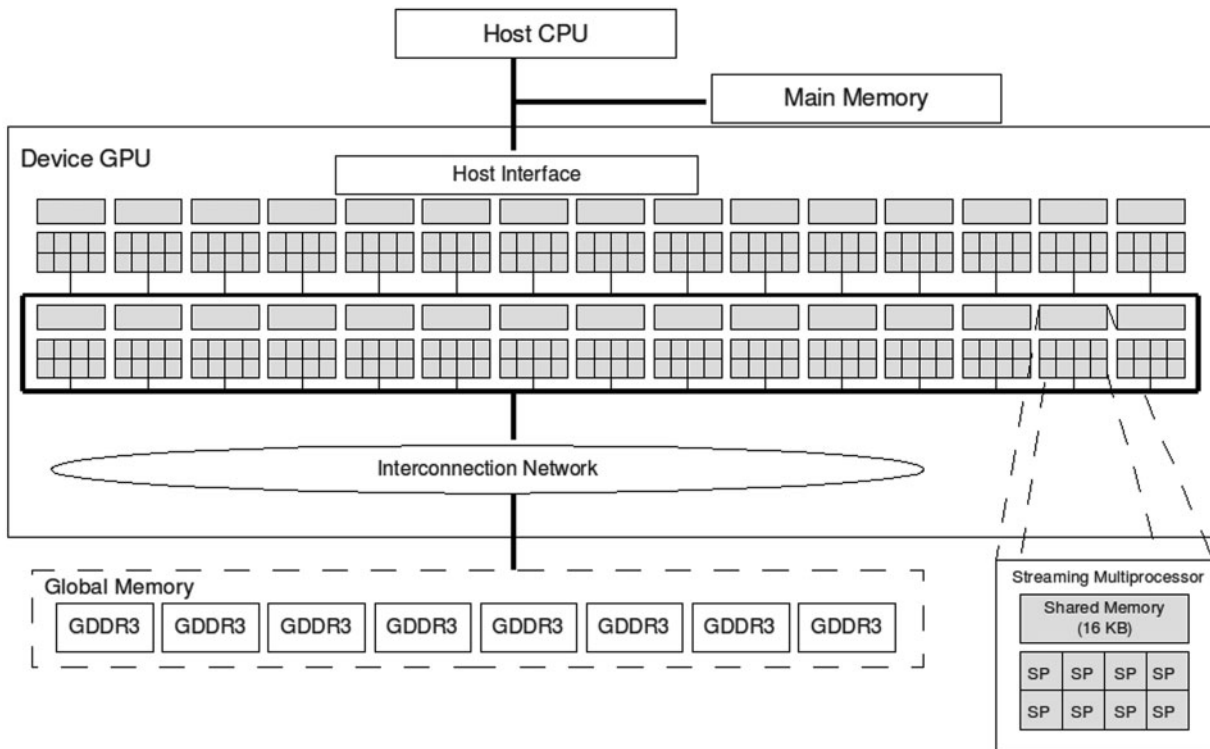 Host CPU
Main Memory
Device GPU
Host Interface
Interconnection Network
Global Memory
GDDR3 GDDR3 GDDR3 GDDR3 GDDR3 GDDR3 GDDR3 GDDR3
Streaming Multiprocessor
Shared Memory
(16 KB)
SP SP SP SP
SP SP SP SP